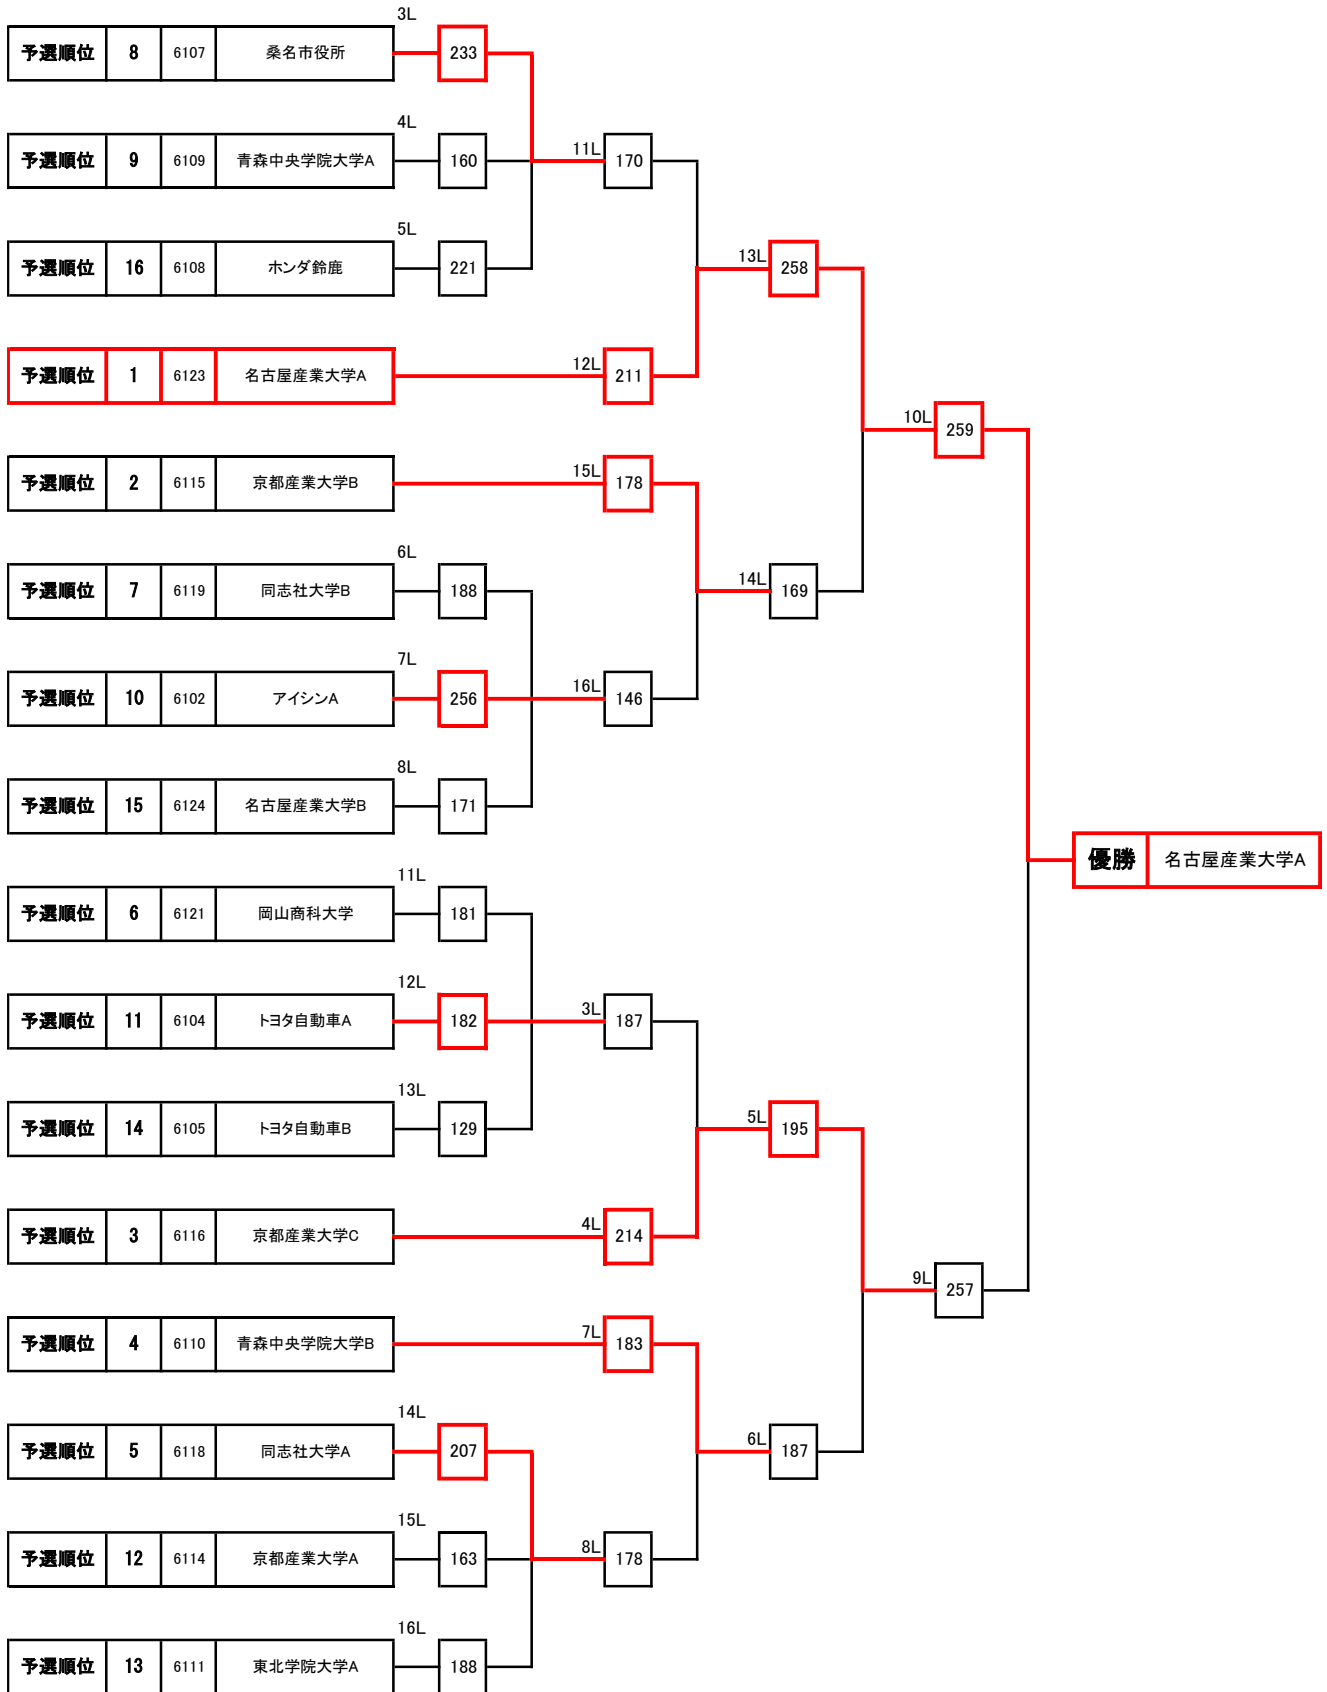 3L
予選順位 8 6107 桑名市役所 233
4L
予選順位 9 6109 青森中央学院大学A 160 11L 170
5L
予選順位 16 6108 ホンダ鈴鹿 221 13L 258
予選順位 1 6123 名古屋産業大学A 12L 211
10L 259
予選順位 2 6115 京都産業大学B 15L 178
6L
予選順位 7 6119 同志社大学B 188 14L 169
7L
予選順位 10 6102 アイシンA 256 16L 146
8L
予選順位 15 6124 名古屋産業大学B 171
優勝 名古屋産業大学A
11L
予選順位 6 6121 岡山商科大学 181
12L
予選順位 11 6104 トヨタ自動車A 182 3L 187
13L
予選順位 14 6105 トヨタ自動車B 129 5L 195
予選順位 3 6116 京都産業大学C 4L 214
9L 257
予選順位 4 6110 青森中央学院大学B 7L 183
14L
予選順位 5 6118 同志社大学A 207 6L 187
15L
予選順位 12 6114 京都産業大学A 163 8L 178
16L
予選順位 13 6111 東北学院大学A 188